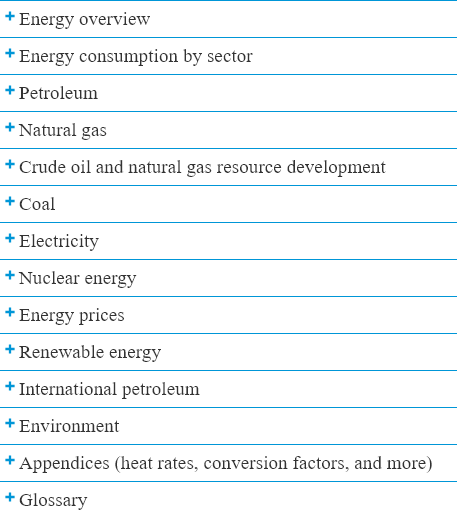 Energy overview
Energy consumption by sector
Petroleum
Natural gas
Crude oil and natural gas resource development
Coal
Electricity
Nuclear energy
Energy prices
Renewable energy
International petroleum
Environment
Appendices (heat rates, conversion factors, and more)
Glossary